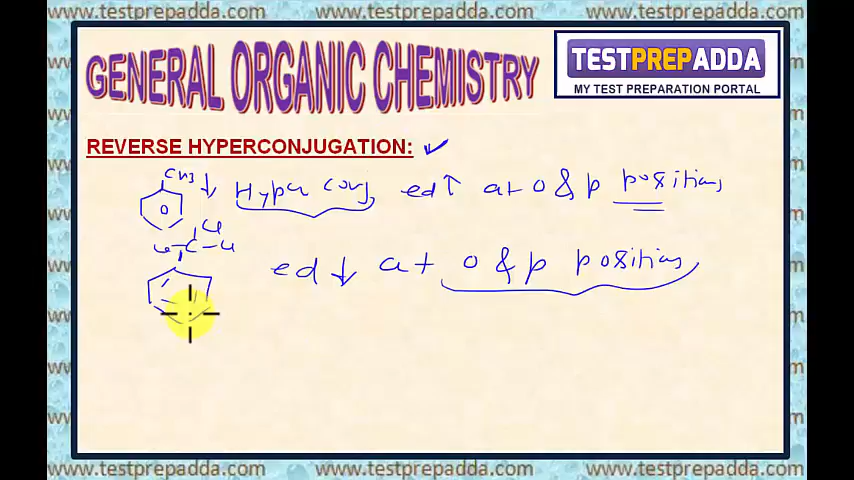 www.testprepadda.com www.testprepadda.com www.testprepadda.com
GENERAL ORGANIC CHEMISTRY
TESTPREPADDA
MY TEST PREPARATION PORTAL
REVERSE HYPERCONJUGATION: ✓
CH3 ↓ Hyper conj ed↑ at o & p positions
Cl
Cl-C-Cl
ed ↓ at o & p positions
www.testprepadda.com www.testprepadda.com www.testprepadda.com